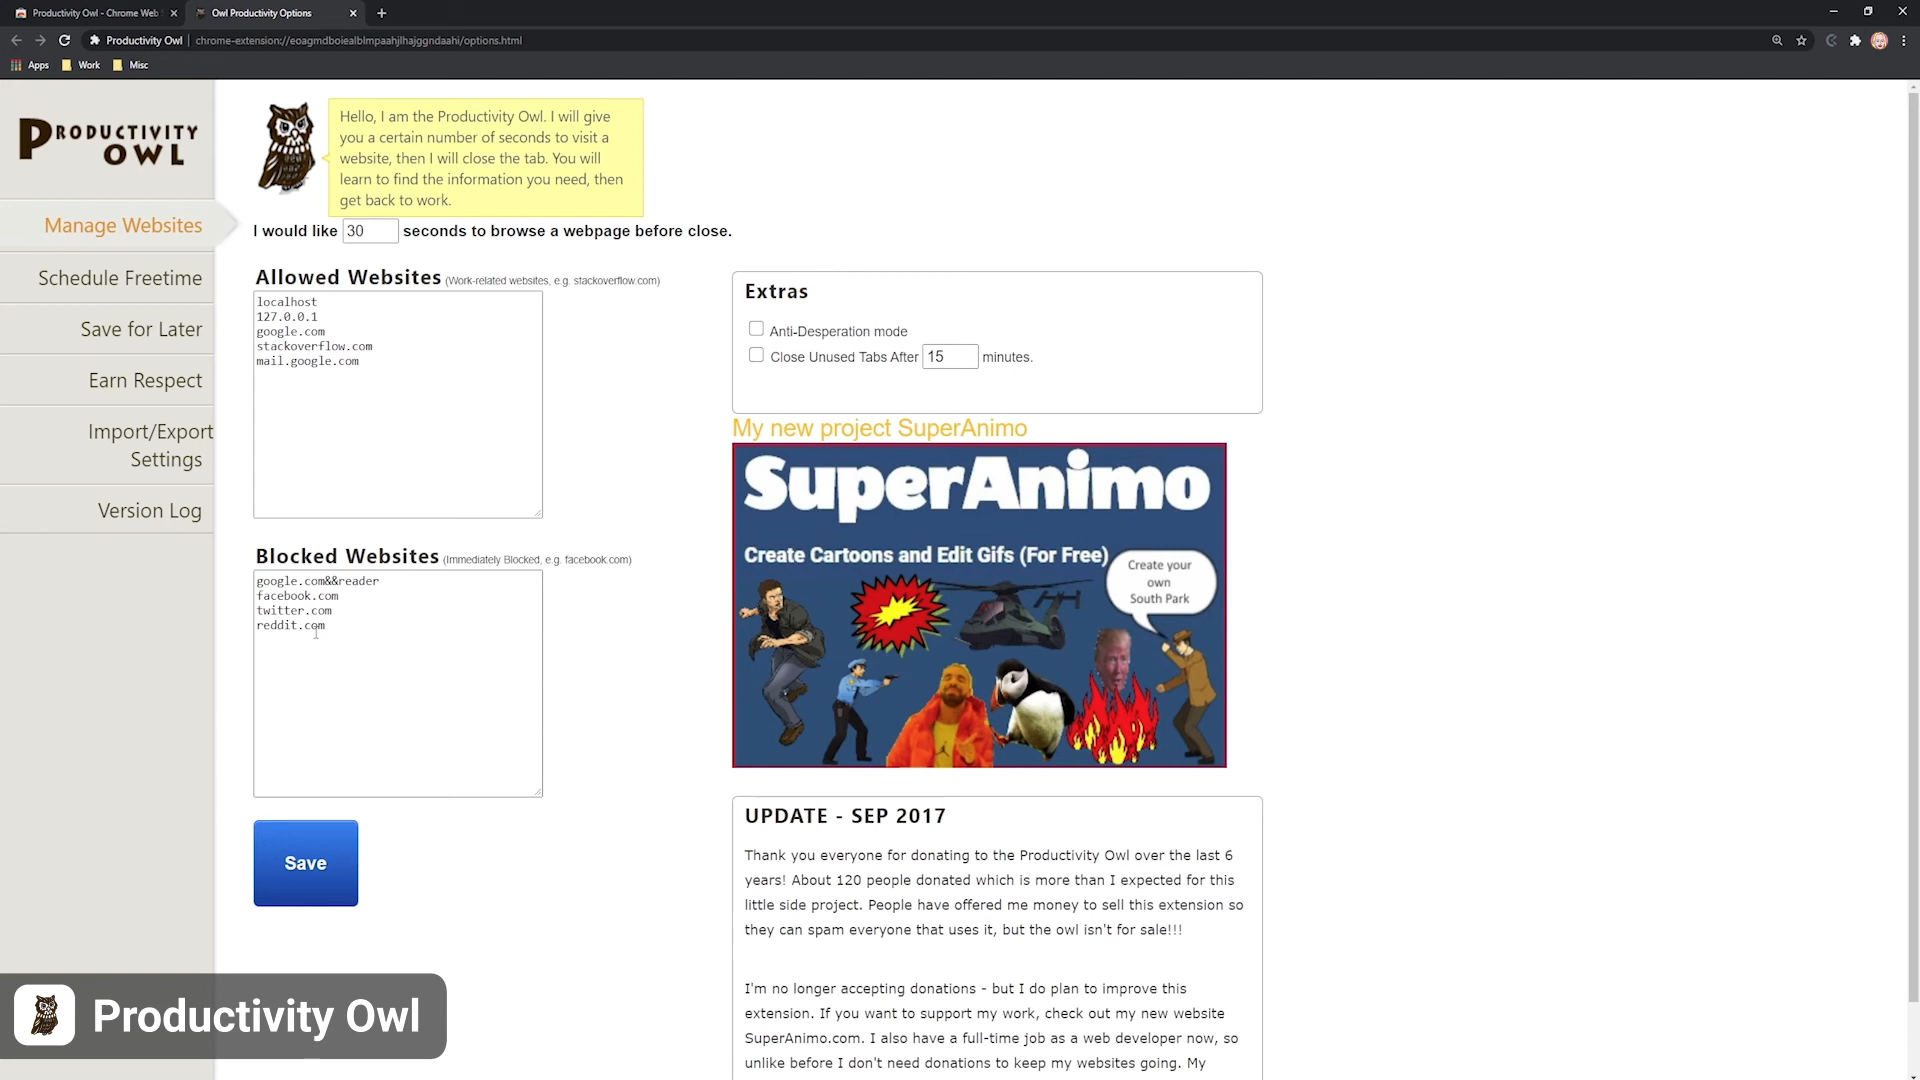 Productivity Owl - Chrome Web
Owl Productivity Options
Productivity Owl
chrome-extension://eoagmdboiealblmpaahjlhajggndaahi/options.html
Apps
Work
Misc
PRODUCTIVITY
OWL
Manage Websites
Schedule Freetime
Save for Later
Earn Respect
Import/Export
Settings
Version Log
Hello, I am the Productivity Owl. I will give
you a certain number of seconds to visit a
website, then I will close the tab. You will
learn to find the information you need, then
get back to work.
I would like 30 seconds to browse a webpage before close.
Allowed Websites (Work-related websites, e.g. stackoverflow.com)
localhost
127.0.0.1
google.com
stackoverflow.com
mail.google.com
Blocked Websites (Immediately Blocked, e.g. facebook.com)
google.com&&reader
facebook.com
twitter.com
reddit.com
Save
Extras
Anti-Desperation mode
Close Unused Tabs After 15 minutes.
My new project SuperAnimo
SuperAnimo
Create Cartoons and Edit Gifs (For Free)
Create your
own
South Park
UPDATE - SEP 2017
Thank you everyone for donating to the Productivity Owl over the last 6
years! About 120 people donated which is more than I expected for this
little side project. People have offered me money to sell this extension so
they can spam everyone that uses it, but the owl isn't for sale!!!
I'm no longer accepting donations - but I do plan to improve this
extension. If you want to support my work, check out my new website
SuperAnimo.com. I also have a full-time job as a web developer now, so
unlike before I don't need donations to keep my websites going. My
Productivity Owl